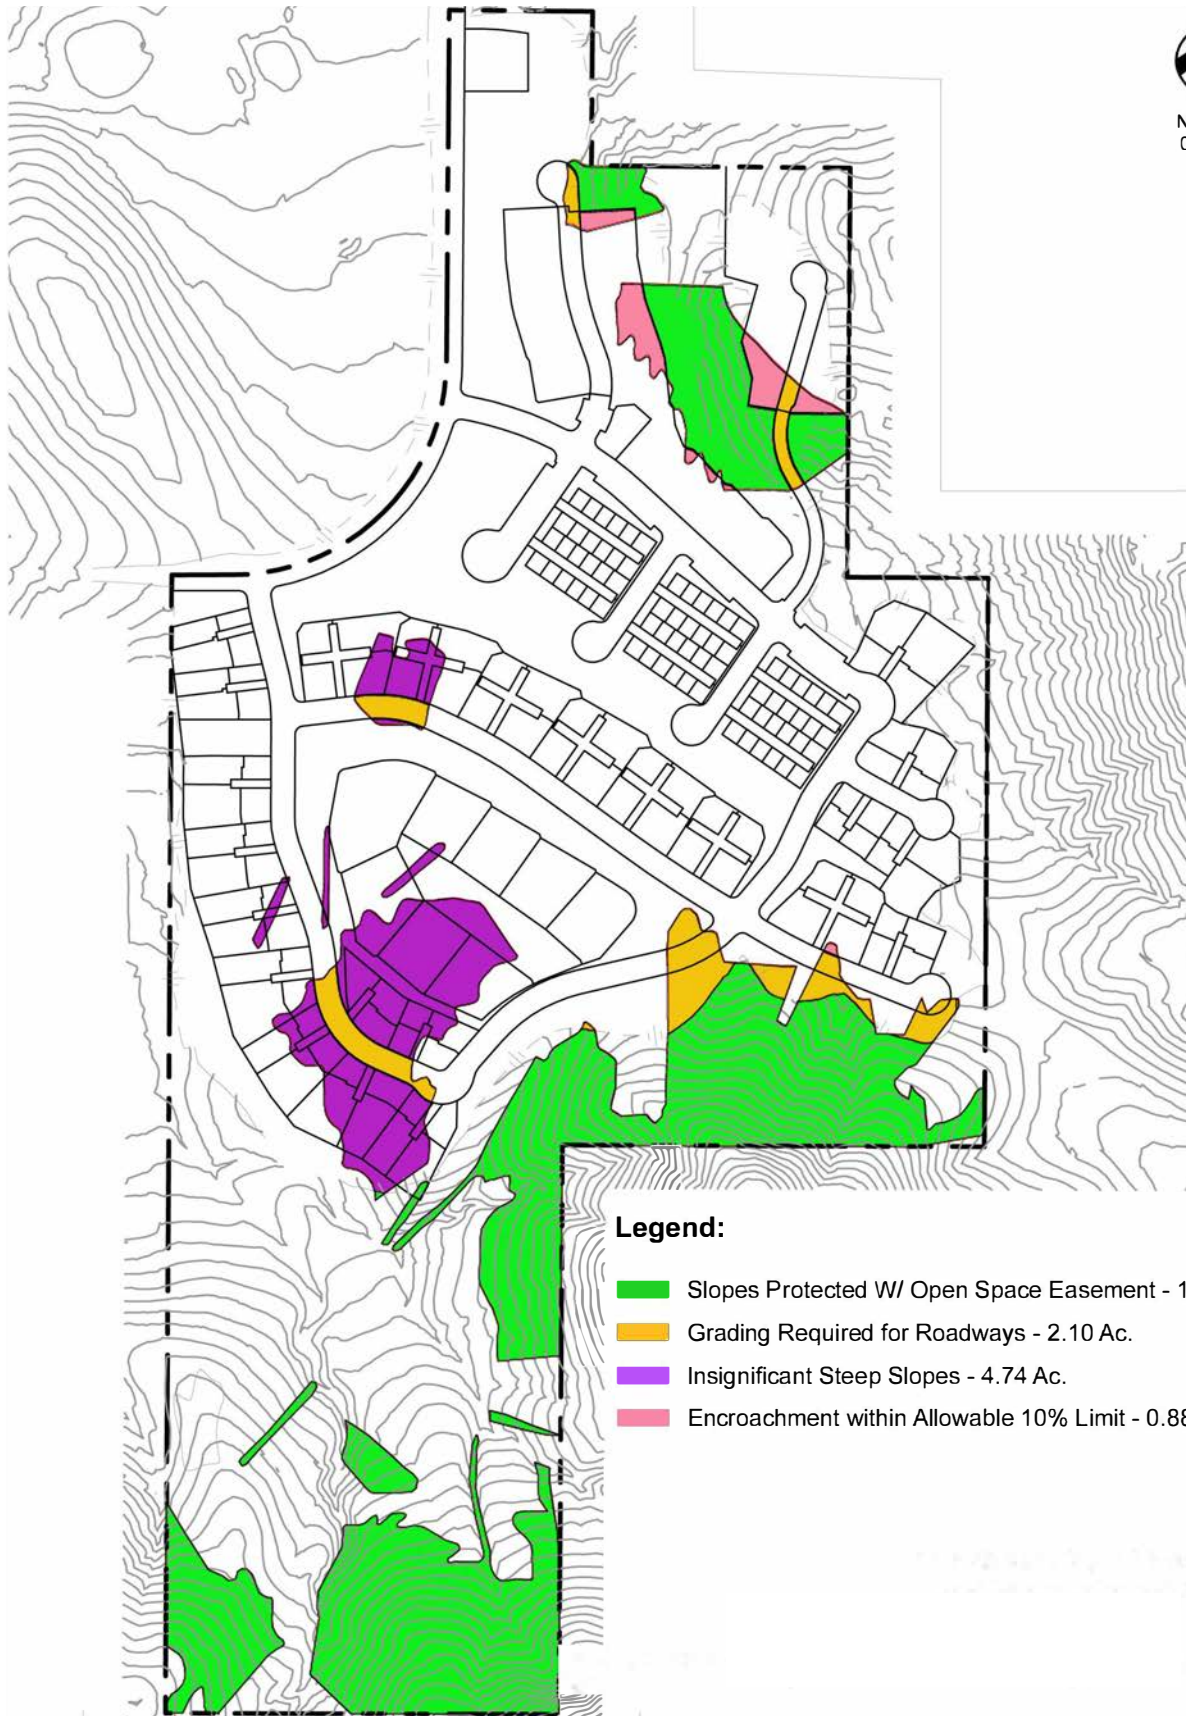 N
0
Legend:
Slopes Protected W/ Open Space Easement - 1
Grading Required for Roadways - 2.10 Ac.
Insignificant Steep Slopes - 4.74 Ac.
Encroachment within Allowable 10% Limit - 0.88